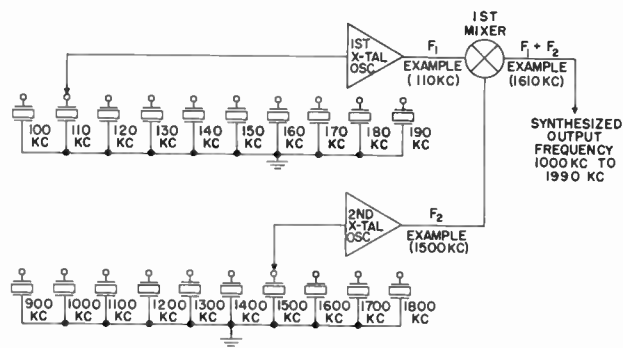 1ST
MIXER
1ST
X-TAL
OSC
F1
EXAMPLE
(110KC)
F1 + F2
EXAMPLE
(1610KC)
100 110 120 130 140 150 160 170 180 190
KC KC KC KC KC KC KC KC KC KC
SYNTHESIZED
OUTPUT
FREQUENCY
1000KC TO
1990 KC
2ND
X-TAL
OSC
F2
EXAMPLE
(1500KC)
900 1000 1100 1200 1300 1400 1500 1600 1700 1800
KC KC KC KC KC KC KC KC KC KC